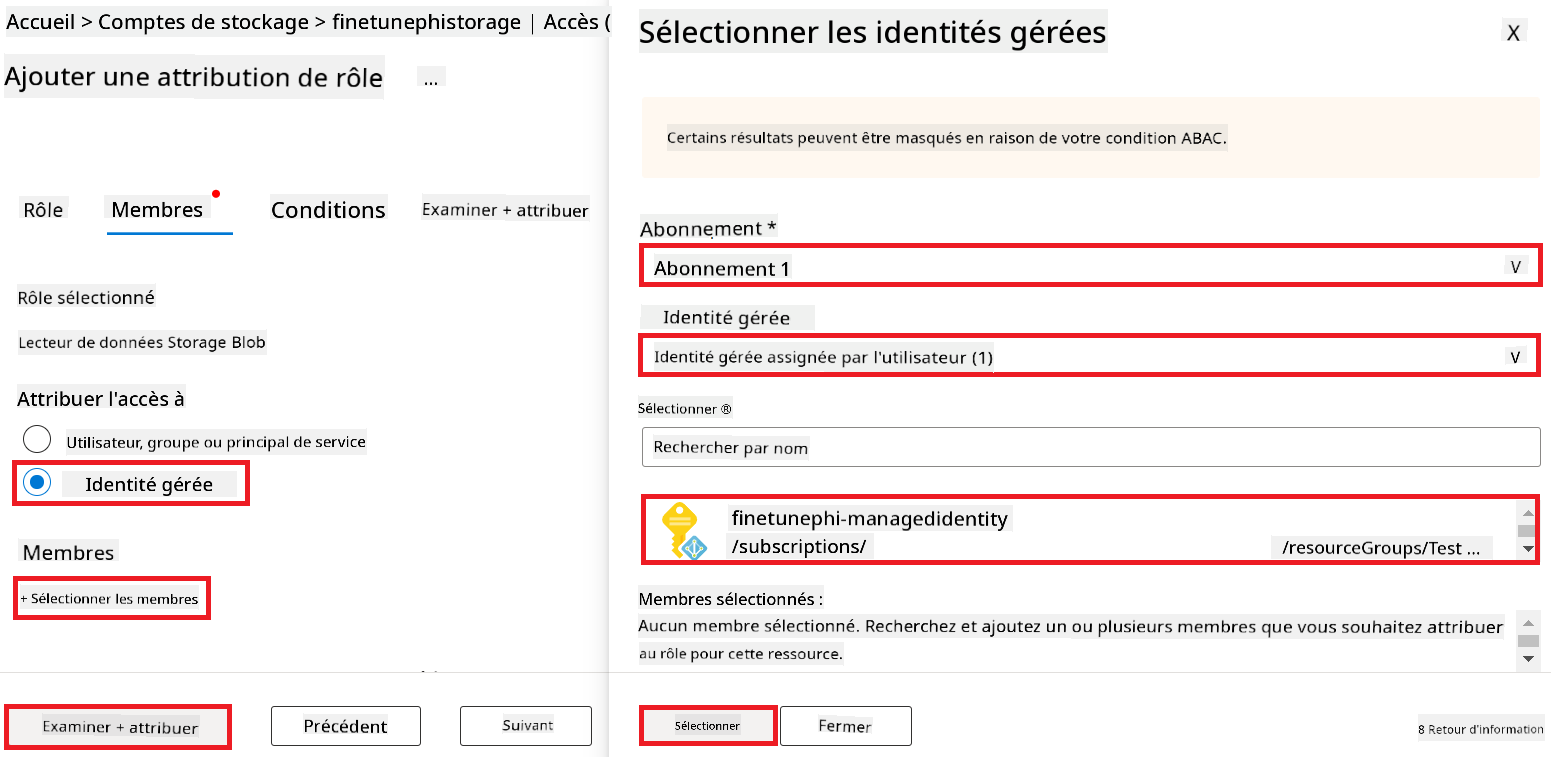 Accueil > Comptes de stockage > finetunephistorage | Accès (
Ajouter une attribution de rôle ...
Rôle Membres Conditions Examiner + attribuer
Rôle sélectionné
Lecteur de données Storage Blob
Attribuer l'accès à
Utilisateur, groupe ou principal de service
Identité gérée
Membres
+ Sélectionner les membres
Examiner + attribuer Précédent Suivant
Sélectionner les identités gérées X
Certains résultats peuvent être masqués en raison de votre condition ABAC.
Abonnement *
Abonnement 1 V
Identité gérée
Identité gérée assignée par l'utilisateur (1) V
Sélectionner ®
Rechercher par nom
finetunephi-managedidentity
/subscriptions/ /resourceGroups/Test ...
Membres sélectionnés :
Aucun membre sélectionné. Recherchez et ajoutez un ou plusieurs membres que vous souhaitez attribuer
au rôle pour cette ressource.
Sélectionner Fermer 8 Retour d'information